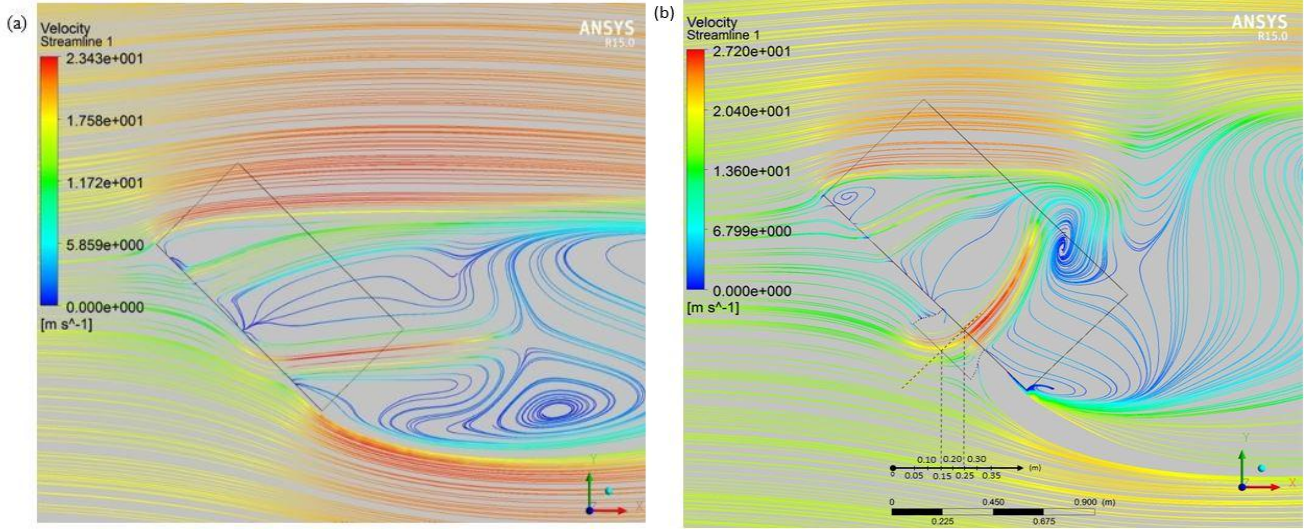 (a)
Velocity
Streamline 1
2.343e+001
1.758e+001
1.172e+001
5.859e+000
0.000e+000
[m s^-1]
ANSYS
R15.0
Y
X
(b)
Velocity
Streamline 1
2.720e+001
2.040e+001
1.360e+001
6.799e+000
0.000e+000
[m s^-1]
ANSYS
R15.0
0.10 0.20 0.30
0 (m)
0.05 0.15 0.25 0.35
0 0.450 0.900 (m)
0.225 0.675
Y
X